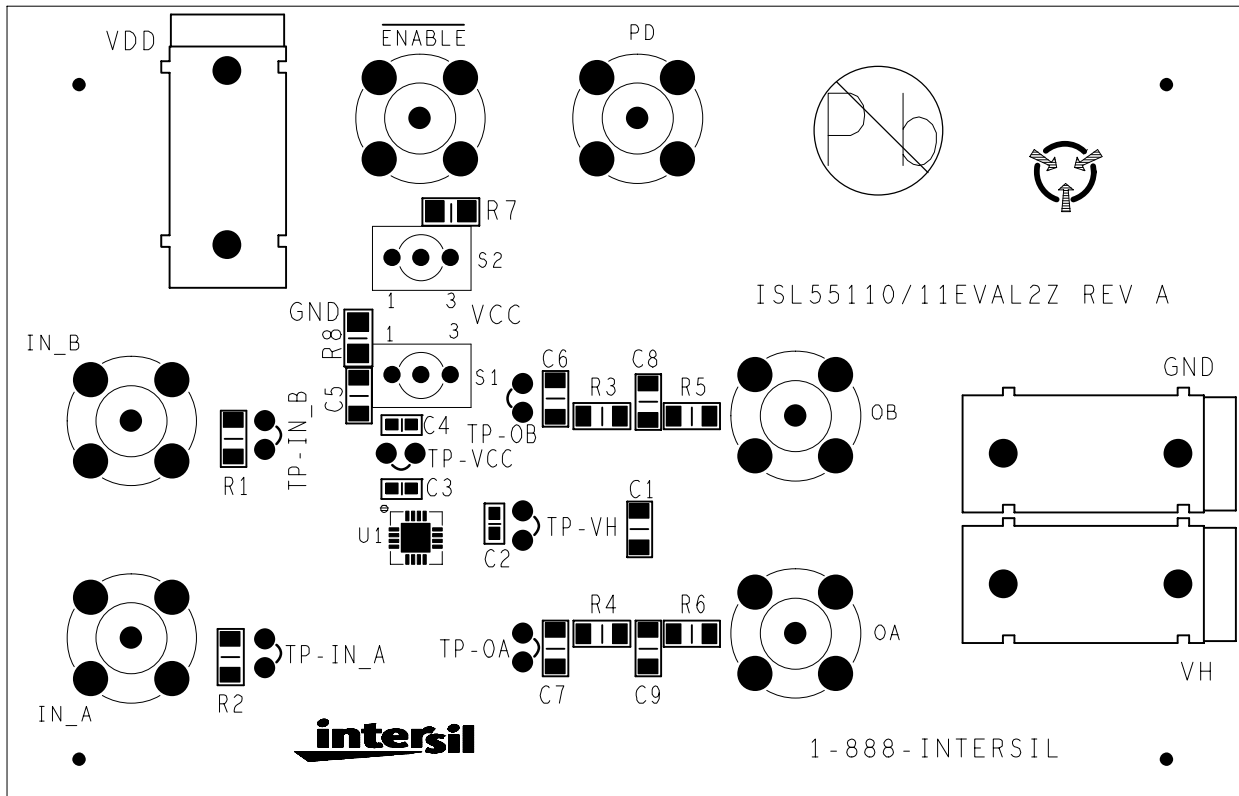 VDD
ENABLE
PD
Pb
R7
S2
1 3
GND
VCC
ISL55110/11EVAL2Z REV A
R8
1 3
IN_B
S1
C5
C6
C8
R3
R5
GND
OB
C4
TP-OB
TP-IN_B
TP-VCC
R1
C3
C1
U1
TP-VH
C2
R4
R6
OA
TP-IN_A
TP-OA
VH
R2
C7
C9
IN_A
intersil
1-888-INTERSIL